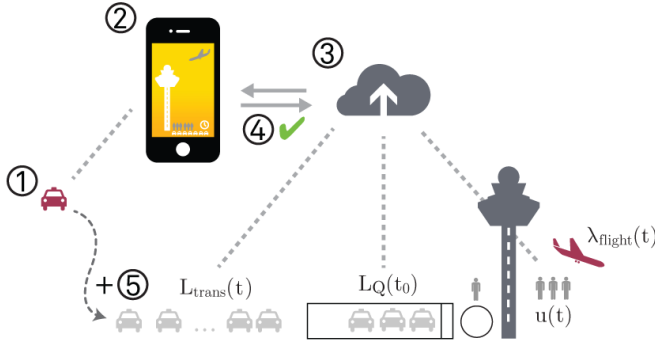 ②
③
④
①
λflight(t)
+⑤
Ltrans(t)
LQ(t0)
u(t)
...